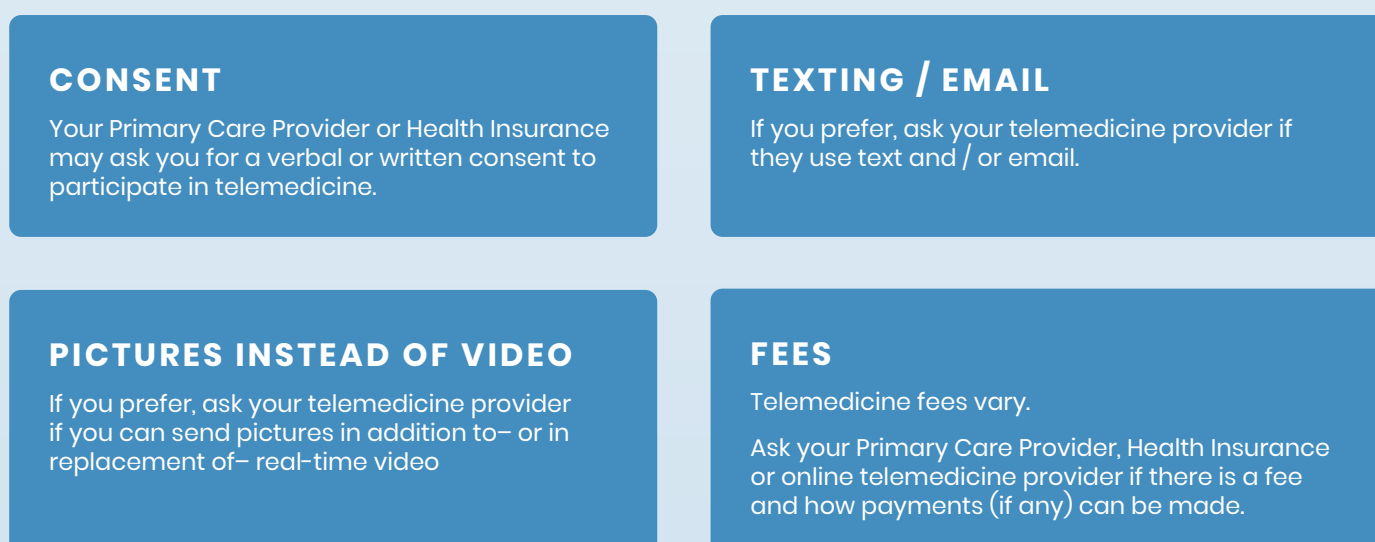 CONSENT
Your Primary Care Provider or Health Insurance
may ask you for a verbal or written consent to
participate in telemedicine.
TEXTING / EMAIL
If you prefer, ask your telemedicine provider if
they use text and / or email.
PICTURES INSTEAD OF VIDEO
If you prefer, ask your telemedicine provider
if you can send pictures in addition to– or in
replacement of– real-time video
FEES
Telemedicine fees vary.
Ask your Primary Care Provider, Health Insurance
or online telemedicine provider if there is a fee
and how payments (if any) can be made.